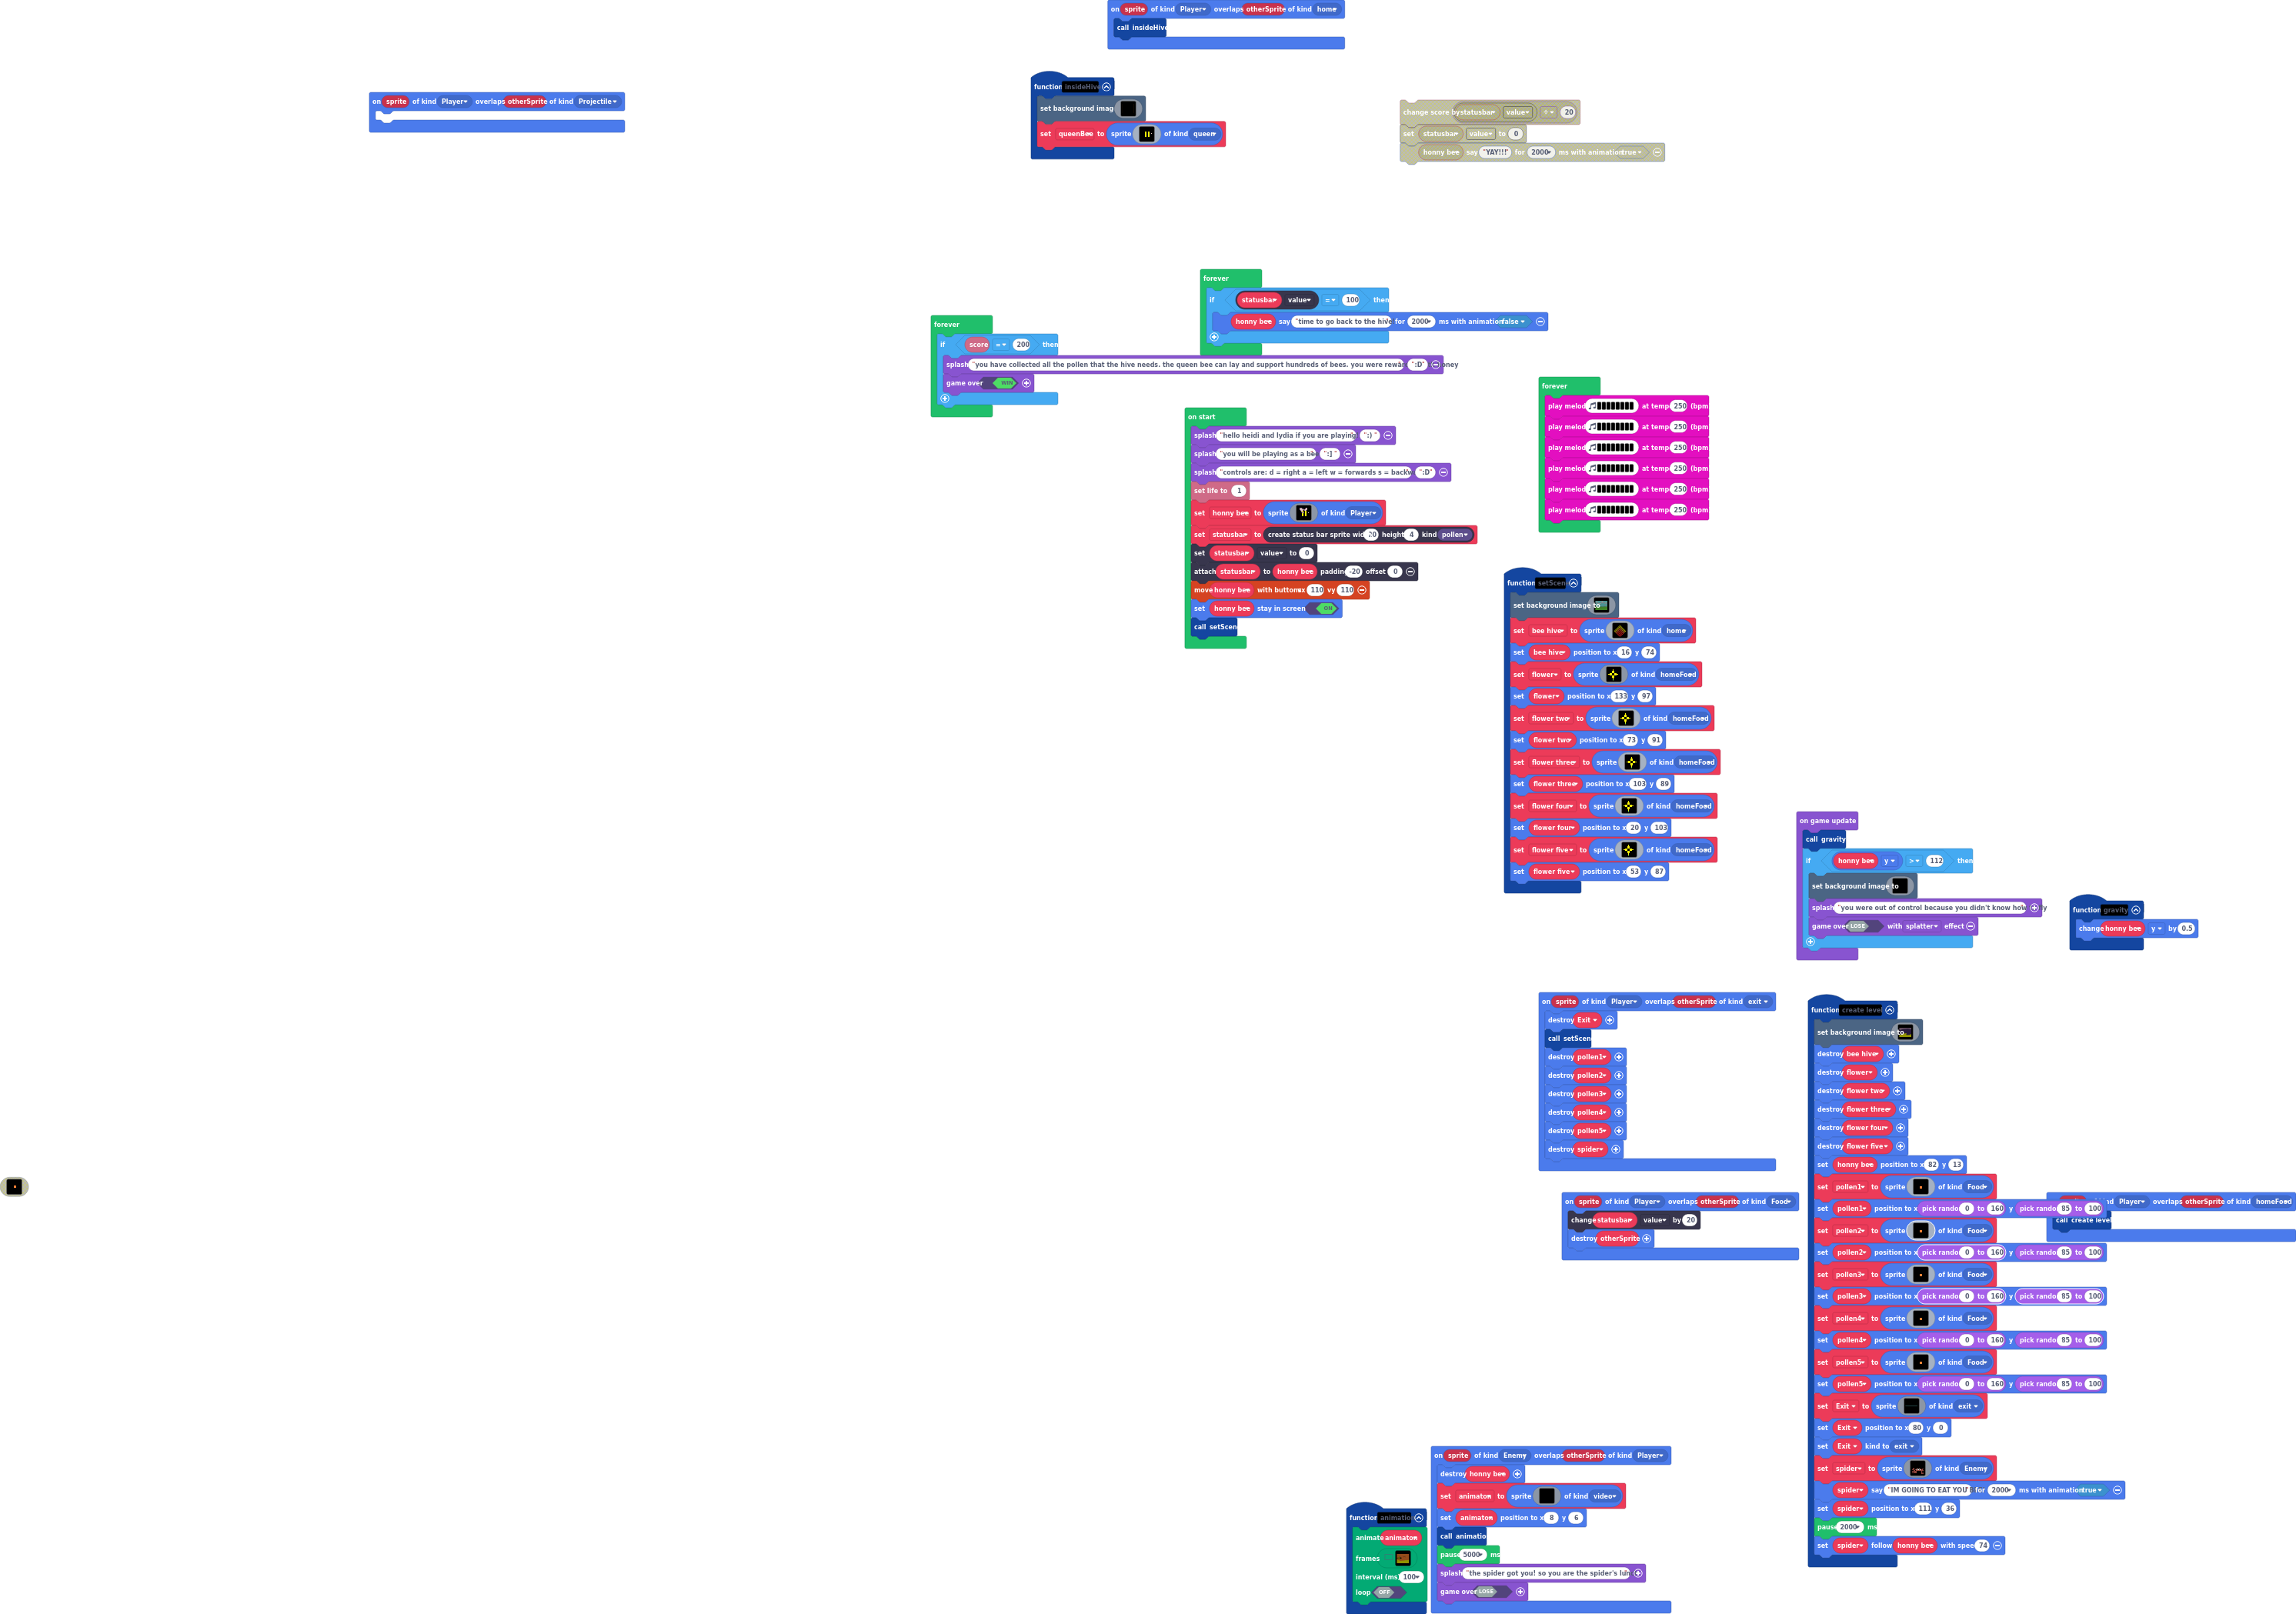 on sprite of kind Player overlaps otherSprite of kind home
call insideHive
on sprite of kind Player overlaps otherSprite of kind Projectile
function insideHive
set background imag
set queenBee to sprite of kind queen
change score by statusbar value ÷ 20
set statusbar value to 0
honny bee say "YAY!!!" for 2000 ms with animation true
forever
if statusbar value = 100 then
honny bee say "time to go back to the hive for 2000 ms with animation false
forever
if score = 200 then
splash "you have collected all the pollen that the hive needs. the queen bee can lay and support hundreds of bees. you were rewar ":D" oney
game over WIN
on start
splash "hello heidi and lydia if you are playing ":)"
splash "you will be playing as a be ":]"
splash "controls are: d = right a = left w = forwards s = backw ":D"
set life to 1
set honny bee to sprite of kind Player
set statusbar to create status bar sprite wid 20 height 4 kind pollen
set statusbar value to 0
attach statusbar to honny bee paddin -20 offset 0
move honny bee with buttons vx 110 vy 110
set honny bee stay in screen ON
call setScen
forever
play melod at temp 250 (bpm
play melod at temp 250 (bpm
play melod at temp 250 (bpm
play melod at temp 250 (bpm
play melod at temp 250 (bpm
play melod at temp 250 (bpm
function setScen
set background image to
set bee hive to sprite of kind home
set bee hive position to x 16 y 74
set flower to sprite of kind homeFood
set flower position to x 133 y 97
set flower two to sprite of kind homeFood
set flower two position to x 73 y 91
set flower three to sprite of kind homeFood
set flower three position to x 103 y 89
set flower four to sprite of kind homeFood
set flower four position to x 20 y 103
set flower five to sprite of kind homeFood
set flower five position to x 53 y 87
on game update
call gravity
if honny bee y > 112 then
set background image to
splash "you were out of control because you didn't know how y
game over LOSE with splatter effect
function gravity
change honny bee y by 0.5
on sprite of kind Player overlaps otherSprite of kind exit
destroy Exit
call setScen
destroy pollen1
destroy pollen2
destroy pollen3
destroy pollen4
destroy pollen5
destroy spider
on sprite of kind Player overlaps otherSprite of kind Food
change statusbar value by 20
destroy otherSprite
function create level
set background image to
destroy bee hive
destroy flower
destroy flower two
destroy flower three
destroy flower four
destroy flower five
set honny bee position to x 82 y 13
set pollen1 to sprite of kind Food
set pollen1 position to x pick rando 0 to 160 y pick rando 85 to 100
set pollen2 to sprite of kind Food
set pollen2 position to x pick rando 0 to 160 y pick rando 85 to 100
set pollen3 to sprite of kind Food
set pollen3 position to x pick rando 0 to 160 y pick rando 85 to 100
set pollen4 to sprite of kind Food
set pollen4 position to x pick rando 0 to 160 y pick rando 85 to 100
set pollen5 to sprite of kind Food
set pollen5 position to x pick rando 0 to 160 y pick rando 85 to 100
set Exit to sprite of kind exit
set Exit position to x 80 y 0
set Exit kind to exit
set spider to sprite of kind Enemy
spider say "IM GOING TO EAT YOU" for 2000 ms with animation true
set spider position to x 111 y 36
paus 2000 ms
set spider follow honny bee with spee 74
nd Player overlaps otherSprite of kind homeFood
call create level
on sprite of kind Enemy overlaps otherSprite of kind Player
destroy honny bee
set animaton to sprite of kind video
set animaton position to x 8 y 6
call animatio
paus 5000 ms
splash "the spider got you! so you are the spider's lun
game over LOSE
function animatio
animate animaton
frames
interval (ms) 100
loop OFF